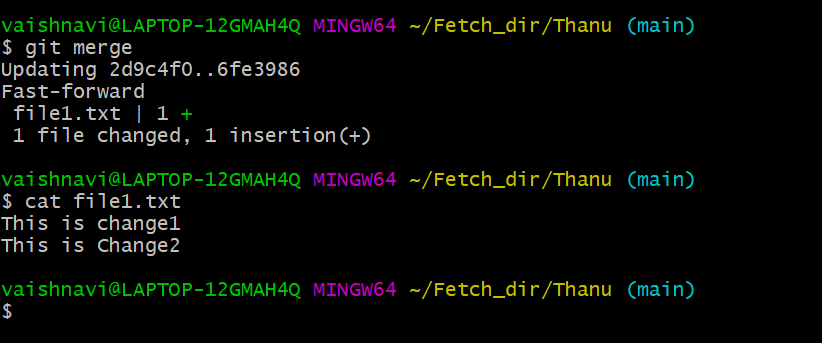 vaishnavi@LAPTOP-12GMAH4Q MINGW64 ~/Fetch_dir/Thanu (main)
$ git merge
Updating 2d9c4f0..6fe3986
Fast-forward
 file1.txt | 1 +
 1 file changed, 1 insertion(+)

vaishnavi@LAPTOP-12GMAH4Q MINGW64 ~/Fetch_dir/Thanu (main)
$ cat file1.txt
This is change1
This is Change2

vaishnavi@LAPTOP-12GMAH4Q MINGW64 ~/Fetch_dir/Thanu (main)
$